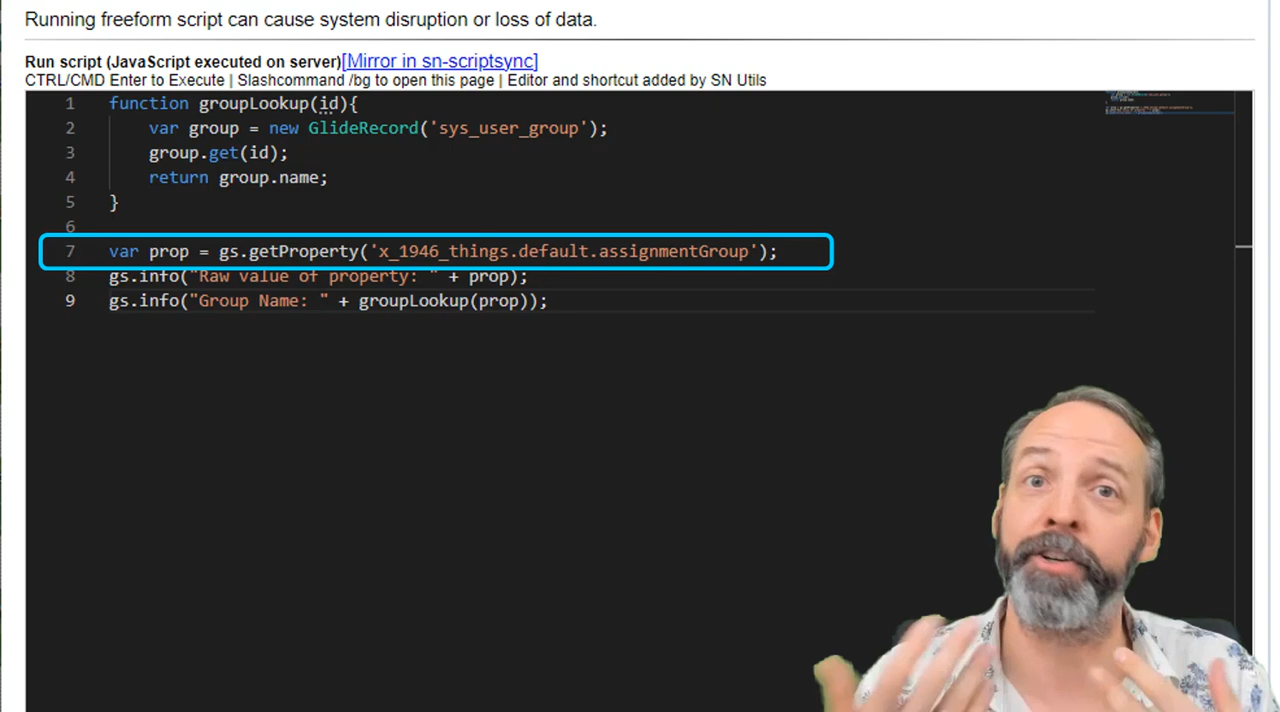 Running freeform script can cause system disruption or loss of data.
Run script (JavaScript executed on server)[Mirror in sn-scriptsync]
CTRL/CMD Enter to Execute | Slashcommand /bg to open this page | Editor and shortcut added by SN Utils
1 function groupLookup(id){
2 var group = new GlideRecord('sys_user_group');
3 group.get(id);
4 return group.name;
5 }
6
7 var prop = gs.getProperty('x_1946_things.default.assignmentGroup');
8 gs.info("Raw value of property: " + prop);
9 gs.info("Group Name: " + groupLookup(prop));